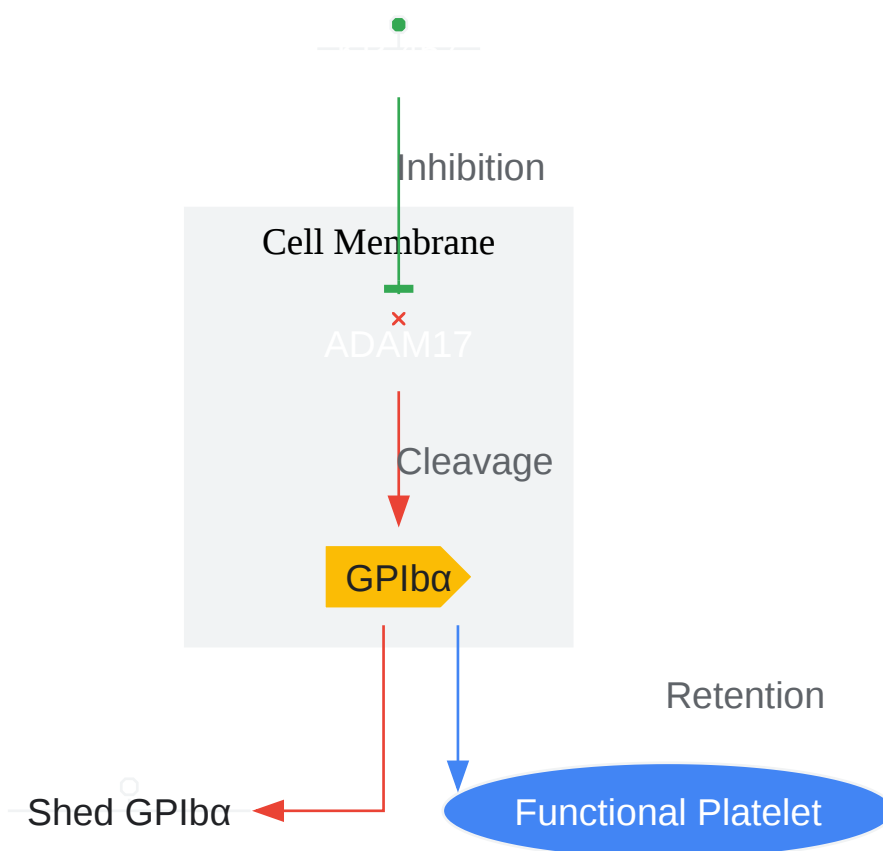 Inhibition
Cell Membrane
ADAM17
Cleavage
GPIbα
Retention
Shed GPIbα
Functional Platelet